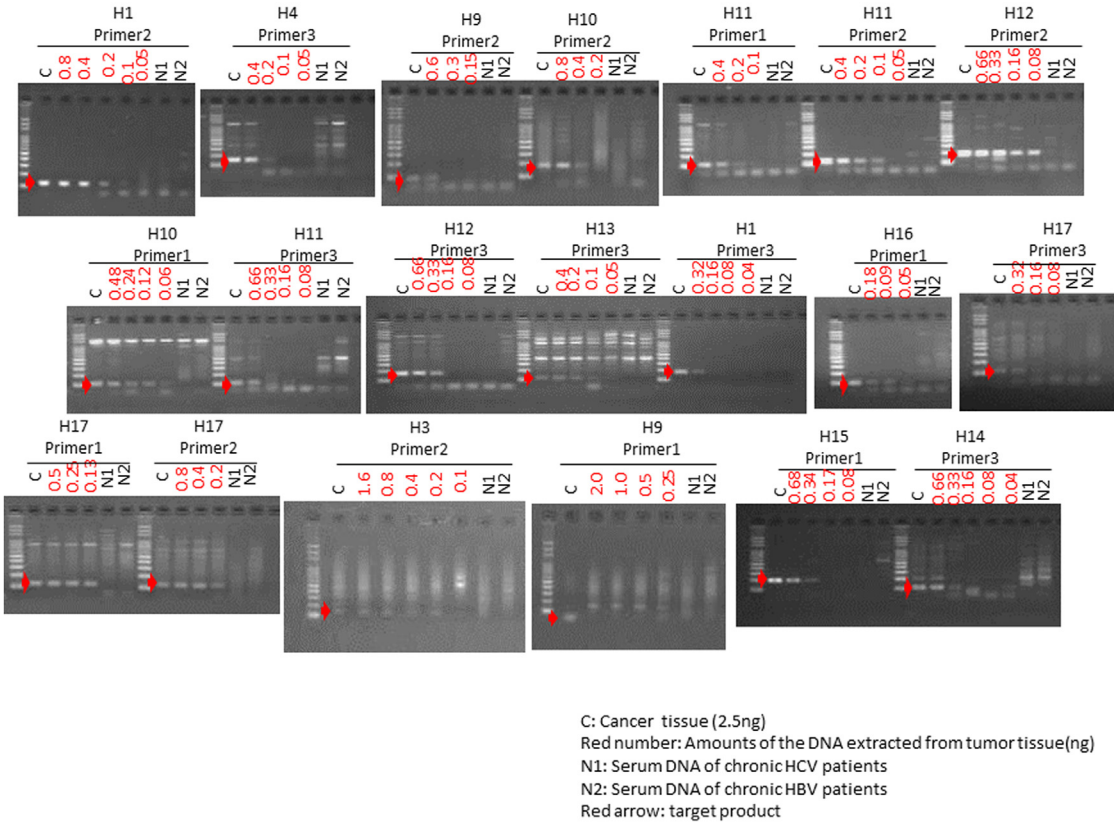 H1
Primer2
C 0.8 0.4 0.2 0.1 0.05 N1 N2
H4
Primer3
C 0.4 0.2 0.1 0.05 N1 N2
H9
Primer2
C 0.6 0.3 0.15 N1 N2
H10
Primer2
C 0.8 0.4 0.2 N1 N2
H11
Primer1
C 0.4 0.2 0.1 N1 N2
H11
Primer2
C 0.4 0.2 0.1 0.05 N1 N2
H12
Primer2
C 0.66 0.33 0.16 0.08 N1 N2
H10
Primer1
C 0.48 0.24 0.12 0.06 N1 N2
H11
Primer3
C 0.66 0.33 0.16 0.08 N1 N2
H12
Primer3
C 0.66 0.33 0.16 0.08 N1 N2
H13
Primer3
C 0.4 0.2 0.1 0.05 N1 N2
H1
Primer3
C 0.32 0.16 0.08 0.04 N1 N2
H16
Primer1
C 0.18 0.09 0.05 N1 N2
H17
Primer3
C 0.32 0.16 0.08 N1 N2
H17
Primer1
C 0.5 0.25 0.13 N1 N2
H17
Primer2
C 0.8 0.4 0.2 N1 N2
H3
Primer2
C 1.6 0.8 0.4 0.2 0.1 N1 N2
H9
Primer1
C 2.0 1.0 0.5 0.25 N1 N2
H15
Primer1
C 0.68 0.34 0.17 0.08 N1 N2
H14
Primer3
C 0.66 0.33 0.16 0.08 0.04 N1 N2
C: Cancer tissue (2.5ng)
Red number: Amounts of the DNA extracted from tumor tissue(ng)
N1: Serum DNA of chronic HCV patients
N2: Serum DNA of chronic HBV patients
Red arrow: target product